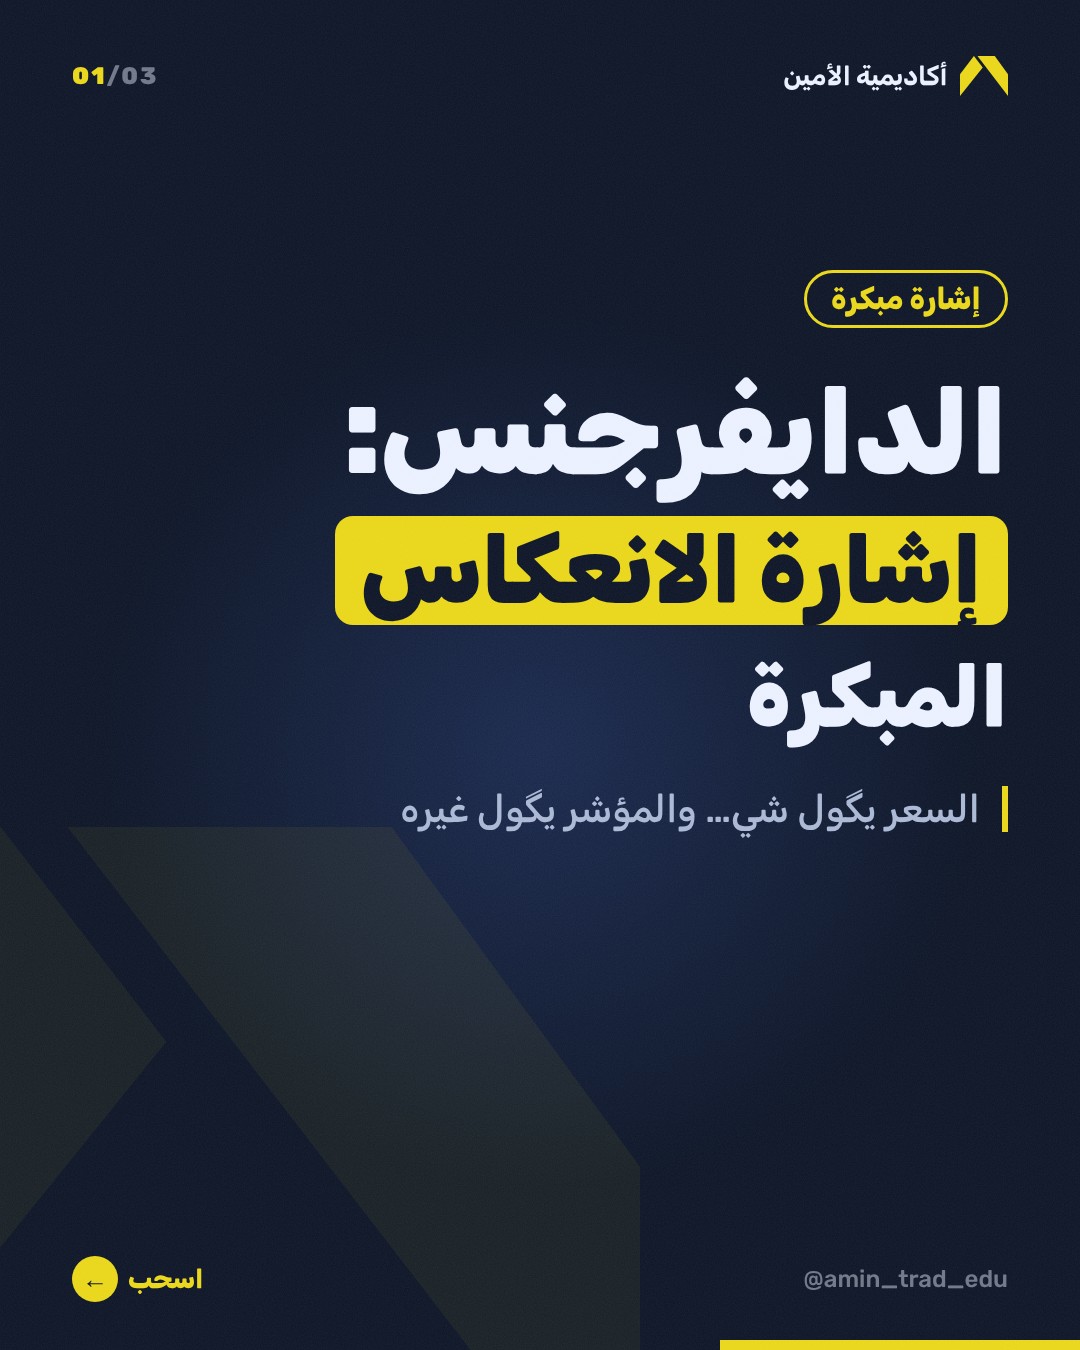 أكاديمية الأمين
01/03
إشارة مبكرة
الدايفرجنس:
إشارة الانعكاس
المبكرة
السعر يگول شي... والمؤشر يگول غيره
@amin_trad_edu
اسحب ←